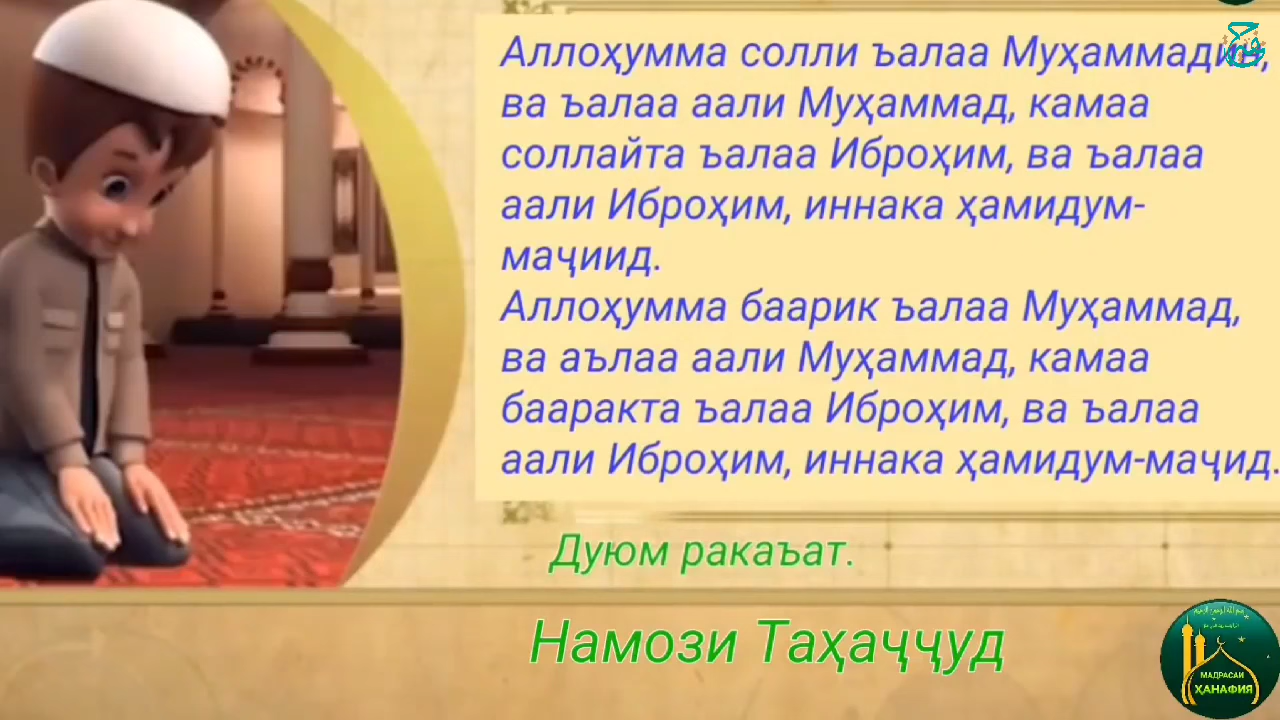 Аллоҳумма солли ъалаа Муҳаммадив,
ва ъалаа аали Муҳаммад, камаа
соллайта ъалаа Иброҳим, ва ъалаа
аали Иброҳим, иннака ҳамидум-
маҷиид.
Аллоҳумма баарик ъалаа Муҳаммад,
ва аълаа аали Муҳаммад, камаа
бааракта ъалаа Иброҳим, ва ъалаа
аали Иброҳим, иннака ҳамидум-маҷид.
Дуюм ракаъат.
Намози Таҳаҷҷуд
МАДРАСАИ
ҲАНАФИЯ